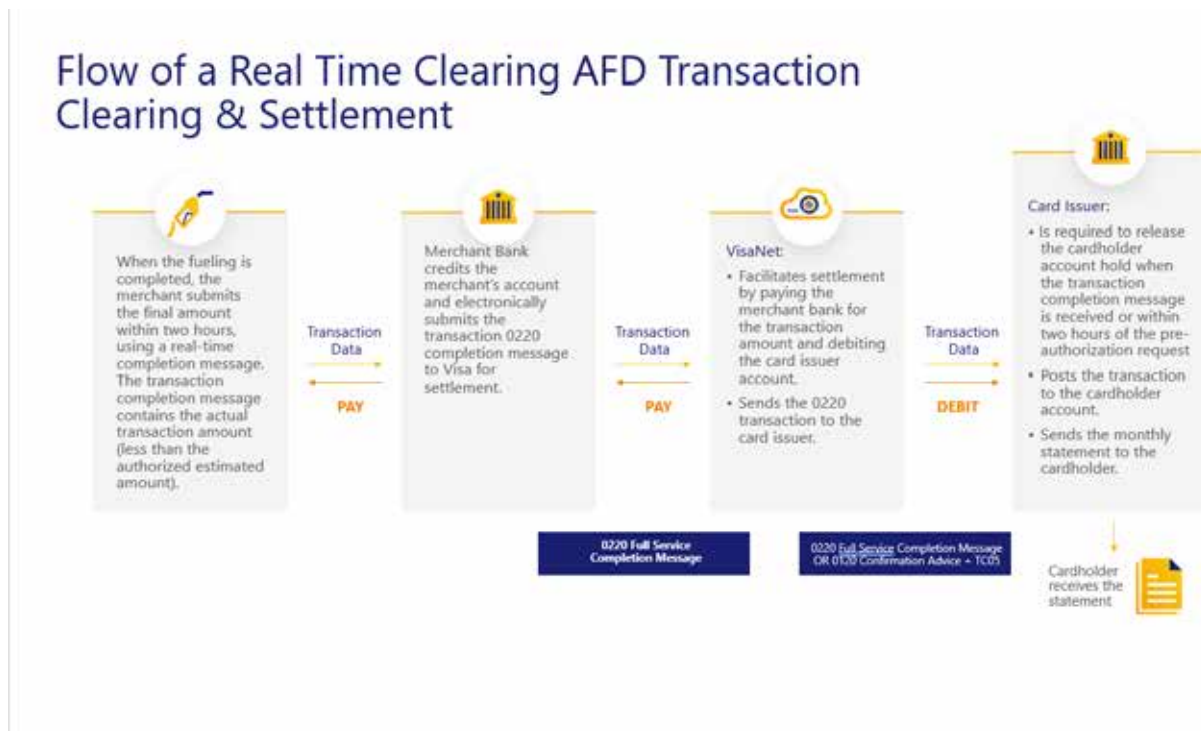 Flow of a Real Time Clearing AFD Transaction
Clearing & Settlement
When the fueling is
completed, the
merchant submits
the final amount
within two hours,
using a real-time
completion message.
The transaction
completion message
contains the actual
transaction amount
(less than the
authorized estimated
amount).
Transaction
Data
PAY
Merchant Bank
credits the
merchant's account
and electronically
submits the
transaction 0220
completion message
to Visa for
settlement.
Transaction
Data
PAY
VisaNet:
• Facilitates settlement
by paying the
merchant bank for
the transaction
amount and debiting
the card issuer
account.
• Sends the 0220
transaction to the
card issuer.
Transaction
Data
DEBIT
Card Issuer:
• Is required to release
the cardholder
account hold when
the transaction
completion message
is received or within
two hours of the pre-
authorization request
• Posts the transaction
to the cardholder
account.
• Sends the monthly
statement to the
cardholder.
0220 Full Service
Completion Message
0220 Full Service Completion Message
OR 0120 Confirmation Advice + TC05
Cardholder
receives the
statement